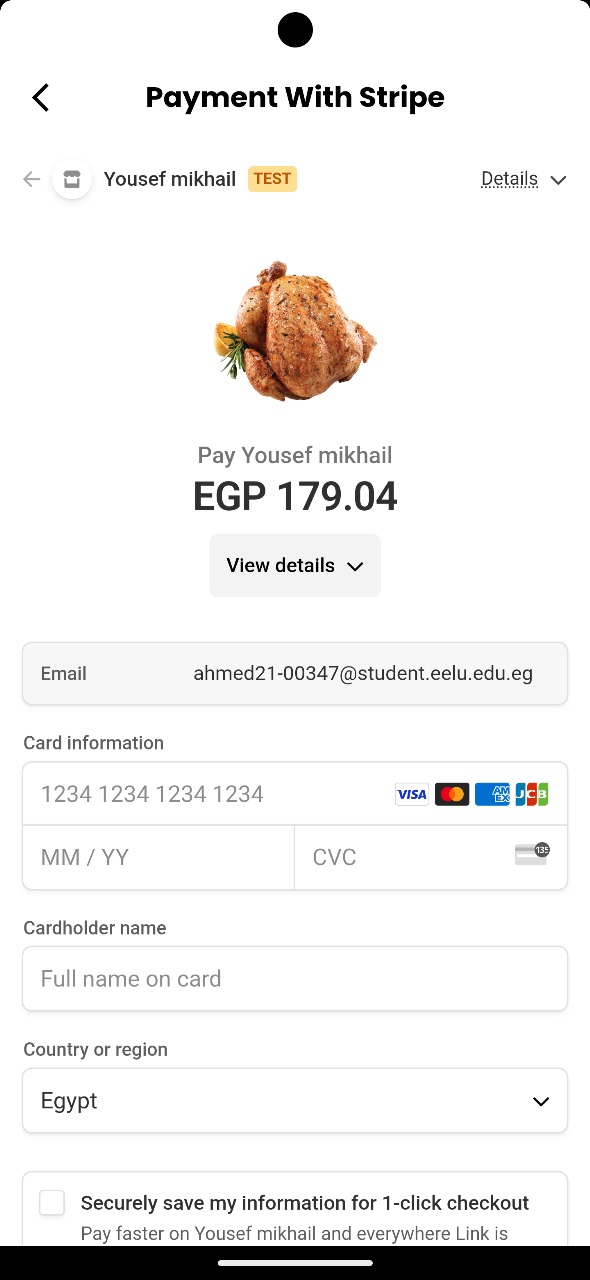 Payment With Stripe
Yousef mikhail TEST Details
Pay Yousef mikhail
EGP 179.04
View details
Email ahmed21-00347@student.eelu.edu.eg
Card information
1234 1234 1234 1234 VISA AMEX JCB
MM / YY CVC 135
Cardholder name
Full name on card
Country or region
Egypt
Securely save my information for 1-click checkout
Pay faster on Yousef mikhail and everywhere Link is